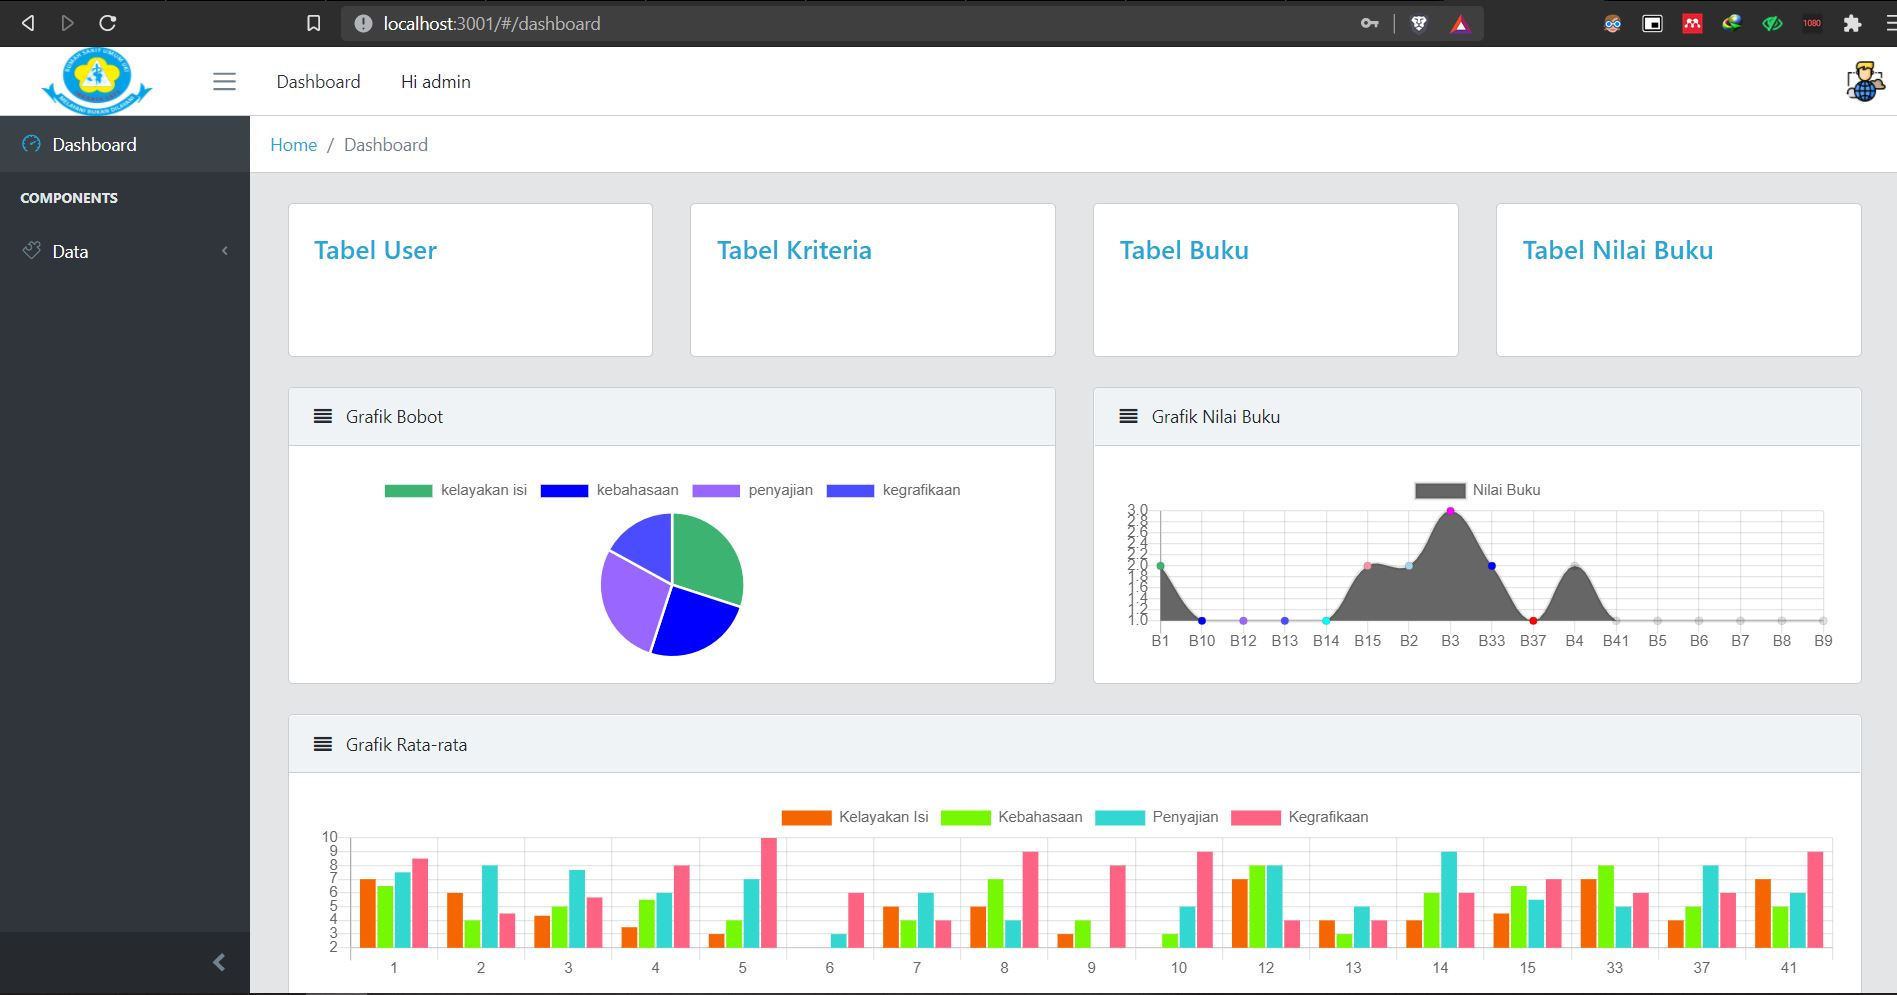 localhost:3001/#/dashboard
1080
MELAYANI BUKAN DILAYANI
Dashboard
Hi admin
Dashboard
COMPONENTS
Data
Home / Dashboard
Tabel User
Tabel Kriteria
Tabel Buku
Tabel Nilai Buku
Grafik Bobot
kelayakan isi kebahasaan penyajian kegrafikaan
Grafik Nilai Buku
Nilai Buku
3.0
2.8
2.6
2.4
2.2
2.0
1.8
1.6
1.4
1.2
1.0
B1 B10 B12 B13 B14 B15 B2 B3 B33 B37 B4 B41 B5 B6 B7 B8 B9
Grafik Rata-rata
Kelayakan Isi Kebahasaan Penyajian Kegrafikaan
10
9
8
7
6
5
4
3
2
1 2 3 4 5 6 7 8 9 10 12 13 14 15 33 37 41